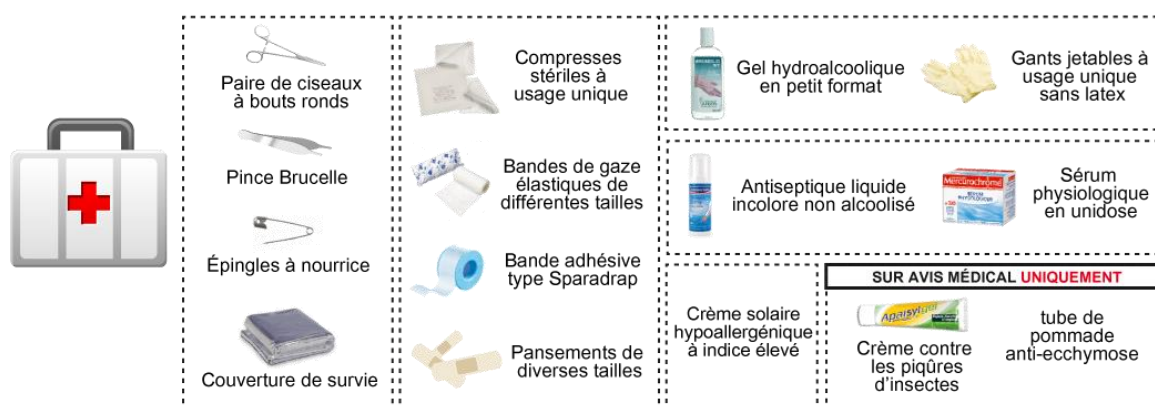 Paire de ciseaux
à bouts ronds
Pince Brucelle
Épingles à nourrice
Couverture de survie
Compresses
stériles à
usage unique
Bandes de gaze
élastiques de
différentes tailles
Bande adhésive
type Sparadrap
Pansements de
diverses tailles
Gel hydroalcoolique
en petit format
Gants jetables à
usage unique
sans latex
Antiseptique liquide
incolore non alcoolisé
Mercurochrome
SÉRUM
PHYSIOLOGIQUE
Sérum
physiologique
en unidose
Crème solaire
hypoallergénique
à indice élevé
SUR AVIS MÉDICAL UNIQUEMENT
Apaisyl
Crème contre
les piqûres
d'insectes
tube de
pommade
anti-ecchymose